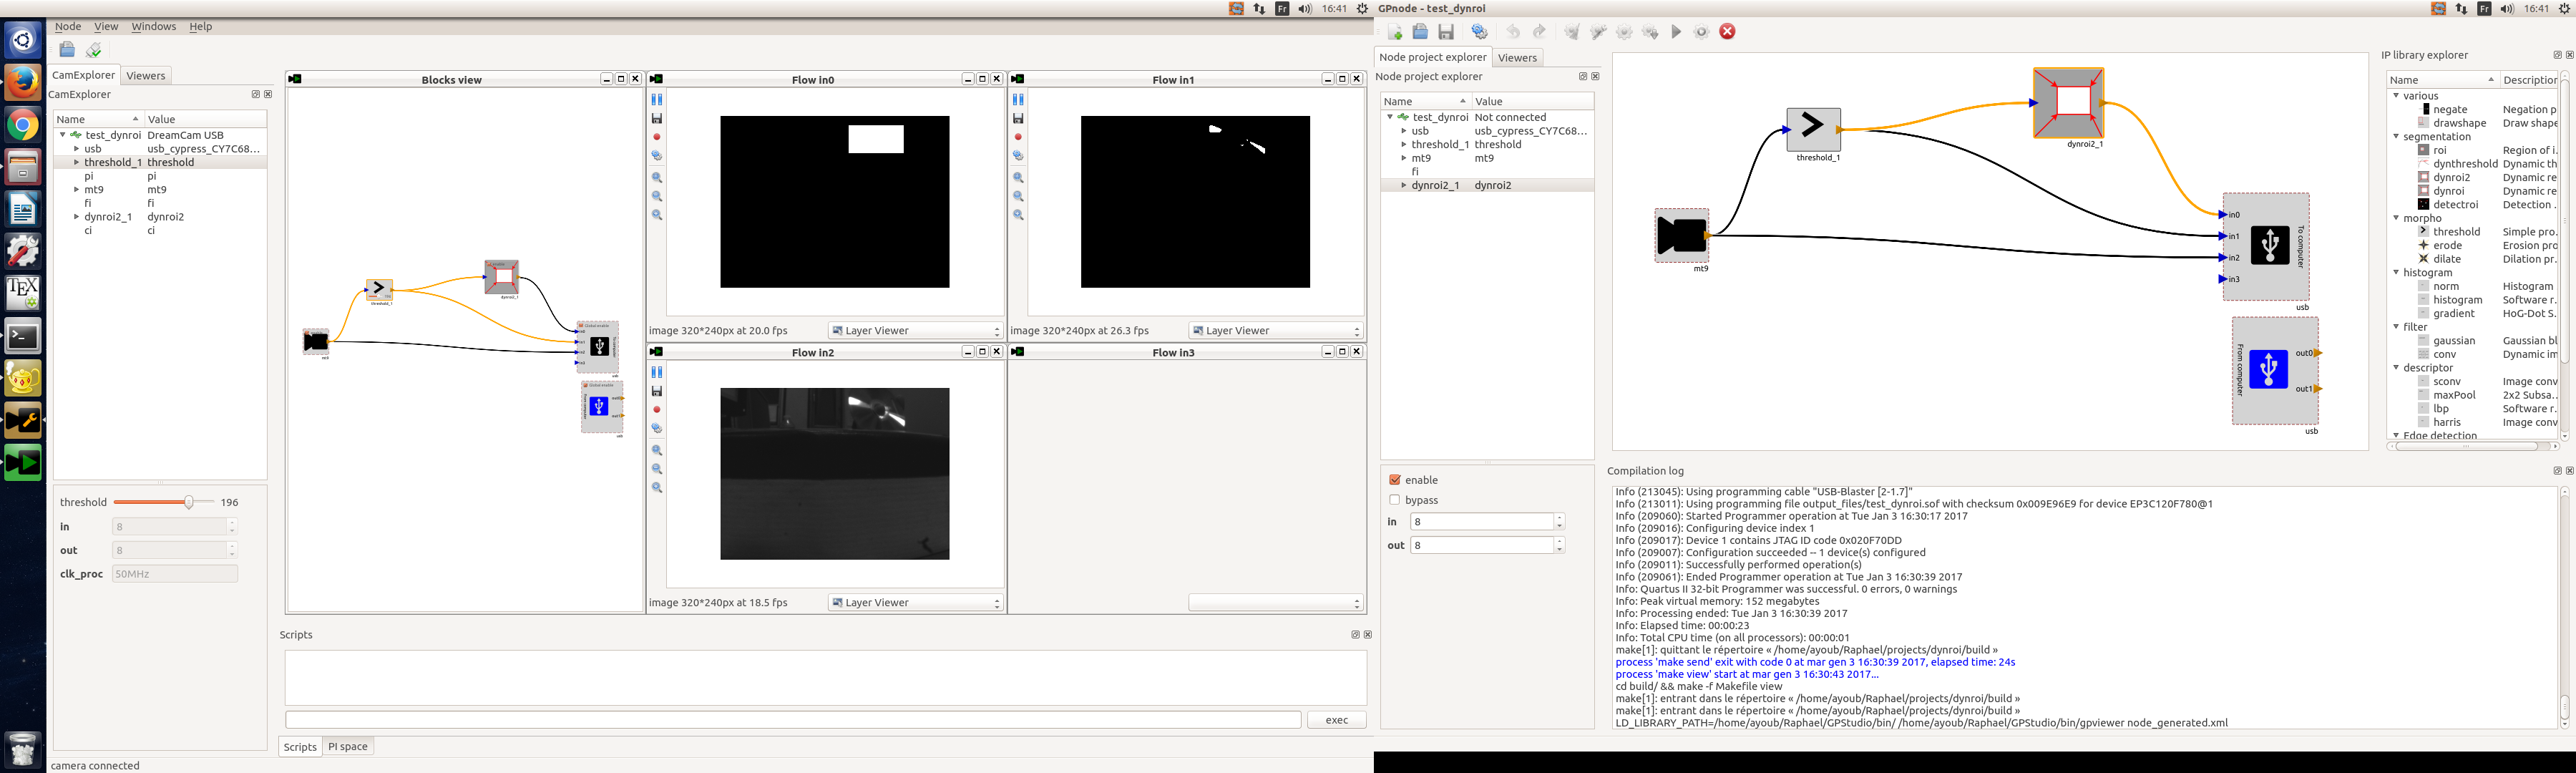 Fr
16:41
GPnode - test_dynroi
Fr
16:41
Node View Windows Help
CamExplorer Viewers
CamExplorer
Name Value
test_dynroi DreamCam USB
usb usb_cypress_CY7C68...
threshold_1 threshold
pi pi
mt9 mt9
fi fi
dynroi2_1 dynroi2
ci ci
threshold 196
in 8
out 8
clk_proc 50MHz
Blocks view
threshold_1
dynroi2_1
mt9
Global enable
in0
in1
in2
in3
usb
Global enable
out0
out1
usb
Flow in0
image 320*240px at 20.0 fps
Layer Viewer
Flow in1
image 320*240px at 26.3 fps
Layer Viewer
Flow in2
image 320*240px at 18.5 fps
Layer Viewer
Flow in3
Scripts
exec
Scripts PI space
camera connected
Node project explorer Viewers
Node project explorer
Name Value
test_dynroi Not connected
usb usb_cypress_CY7C68...
threshold_1 threshold
mt9 mt9
fi
dynroi2_1 dynroi2
enable
bypass
in 8
out 8
threshold_1
dynroi2_1
mt9
in0
in1
in2
in3
To computer
usb
From computer
out0
out1
usb
IP library explorer
Name Description
various
negate Negation p
drawshape Draw shape
segmentation
roi Region of i.
dynthreshold Dynamic th
dynroi2 Dynamic re
dynroi Dynamic re
detectroi Detection .
morpho
threshold Simple pro.
erode Erosion pro
dilate Dilation pr.
histogram
norm Histogram
histogram Software r.
gradient HoG-Dot S.
filter
gaussian Gaussian bl
conv Dynamic im
descriptor
sconv Image conv
maxPool 2x2 Subsa..
lbp Software r..
harris Image conv
Edge detection
Compilation log
Info (213045): Using programming cable "USB-Blaster [2-1.7]"
Info (213011): Using programming file output_files/test_dynroi.sof with checksum 0x009E96E9 for device EP3C120F780@1
Info (209060): Started Programmer operation at Tue Jan 3 16:30:17 2017
Info (209016): Configuring device index 1
Info (209017): Device 1 contains JTAG ID code 0x020F70DD
Info (209007): Configuration succeeded -- 1 device(s) configured
Info (209011): Successfully performed operation(s)
Info (209061): Ended Programmer operation at Tue Jan 3 16:30:39 2017
Info: Quartus II 32-bit Programmer was successful. 0 errors, 0 warnings
Info: Peak virtual memory: 152 megabytes
Info: Processing ended: Tue Jan 3 16:30:39 2017
Info: Elapsed time: 00:00:23
Info: Total CPU time (on all processors): 00:00:01
make[1]: quittant le répertoire « /home/ayoub/Raphael/projects/dynroi/build »
process 'make send' exit with code 0 at mar gen 3 16:30:39 2017, elapsed time: 24s
process 'make view' start at mar gen 3 16:30:43 2017...
cd build/ && make -f Makefile view
make[1]: entrant dans le répertoire « /home/ayoub/Raphael/projects/dynroi/build »
make[1]: entrant dans le répertoire « /home/ayoub/Raphael/projects/dynroi/build »
LD_LIBRARY_PATH=/home/ayoub/Raphael/GPStudio/bin/ /home/ayoub/Raphael/GPStudio/bin/gpviewer node_generated.xml